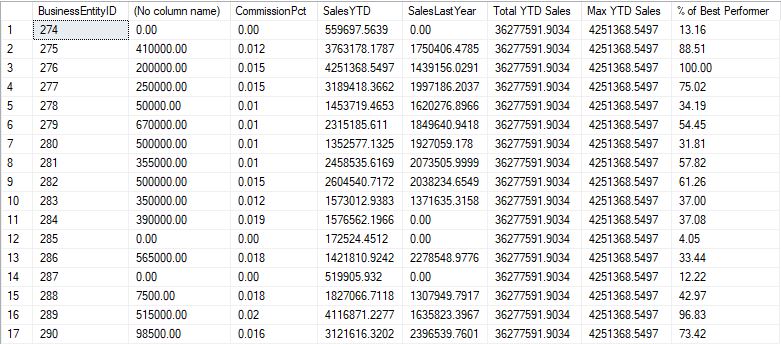 BusinessEntityID (No column name) CommissionPct SalesYTD SalesLastYear Total YTD Sales Max YTD Sales % of Best Performer
1 274 0.00 0.00 559697.5639 0.00 36277591.9034 4251368.5497 13.16
2 275 410000.00 0.012 3763178.1787 1750406.4785 36277591.9034 4251368.5497 88.51
3 276 200000.00 0.015 4251368.5497 1439156.0291 36277591.9034 4251368.5497 100.00
4 277 250000.00 0.015 3189418.3662 1997186.2037 36277591.9034 4251368.5497 75.02
5 278 50000.00 0.01 1453719.4653 1620276.8966 36277591.9034 4251368.5497 34.19
6 279 670000.00 0.01 2315185.611 1849640.9418 36277591.9034 4251368.5497 54.45
7 280 500000.00 0.01 1352577.1325 1927059.178 36277591.9034 4251368.5497 31.81
8 281 355000.00 0.01 2458535.6169 2073505.9999 36277591.9034 4251368.5497 57.82
9 282 500000.00 0.015 2604540.7172 2038234.6549 36277591.9034 4251368.5497 61.26
10 283 350000.00 0.012 1573012.9383 1371635.3158 36277591.9034 4251368.5497 37.00
11 284 390000.00 0.019 1576562.1966 0.00 36277591.9034 4251368.5497 37.08
12 285 0.00 0.00 172524.4512 0.00 36277591.9034 4251368.5497 4.05
13 286 565000.00 0.018 1421810.9242 2278548.9776 36277591.9034 4251368.5497 33.44
14 287 0.00 0.00 519905.932 0.00 36277591.9034 4251368.5497 12.22
15 288 7500.00 0.018 1827066.7118 1307949.7917 36277591.9034 4251368.5497 42.97
16 289 515000.00 0.02 4116871.2277 1635823.3967 36277591.9034 4251368.5497 96.83
17 290 98500.00 0.016 3121616.3202 2396539.7601 36277591.9034 4251368.5497 73.42